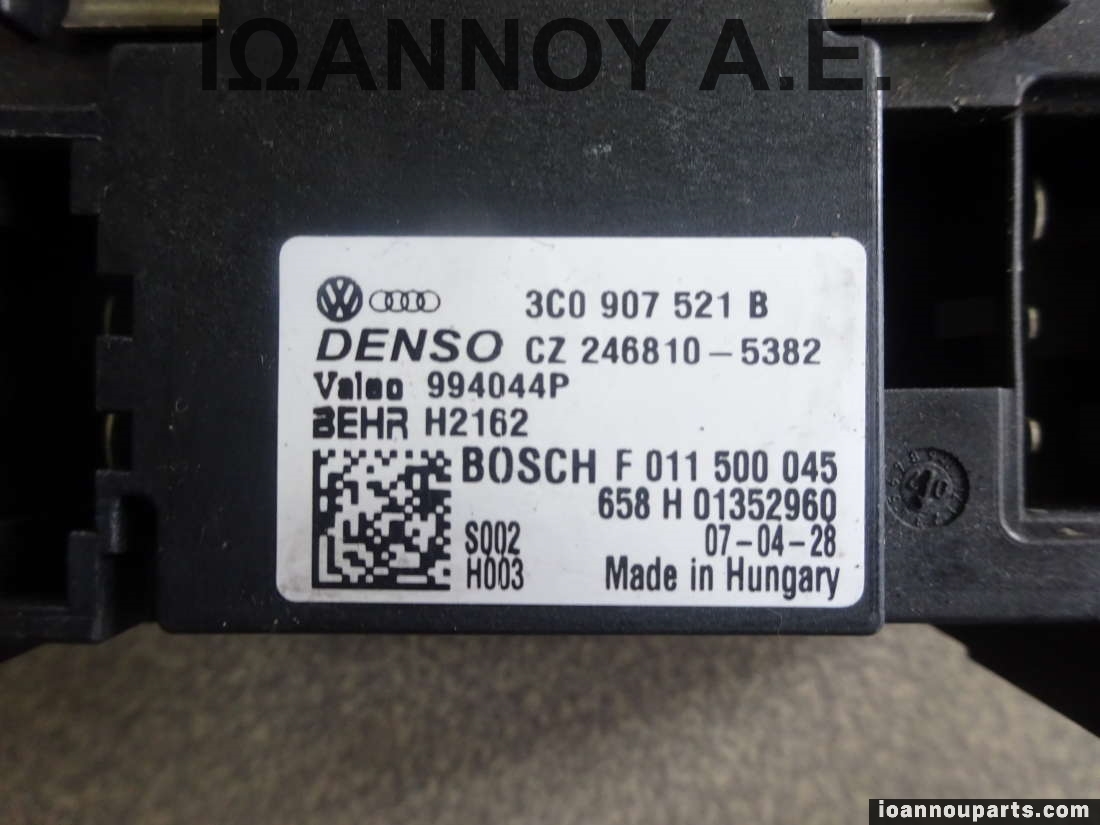 ΙΩΑΝΝΟΥ Α.Ε.
3C0 907 521 B
DENSO CZ 246810-5382
Valeo 994044P
BEHR H2162
BOSCH F 011 500 045
658 H 01352960
S002 07-04-28
H003 Made in Hungary
ioannouparts.com